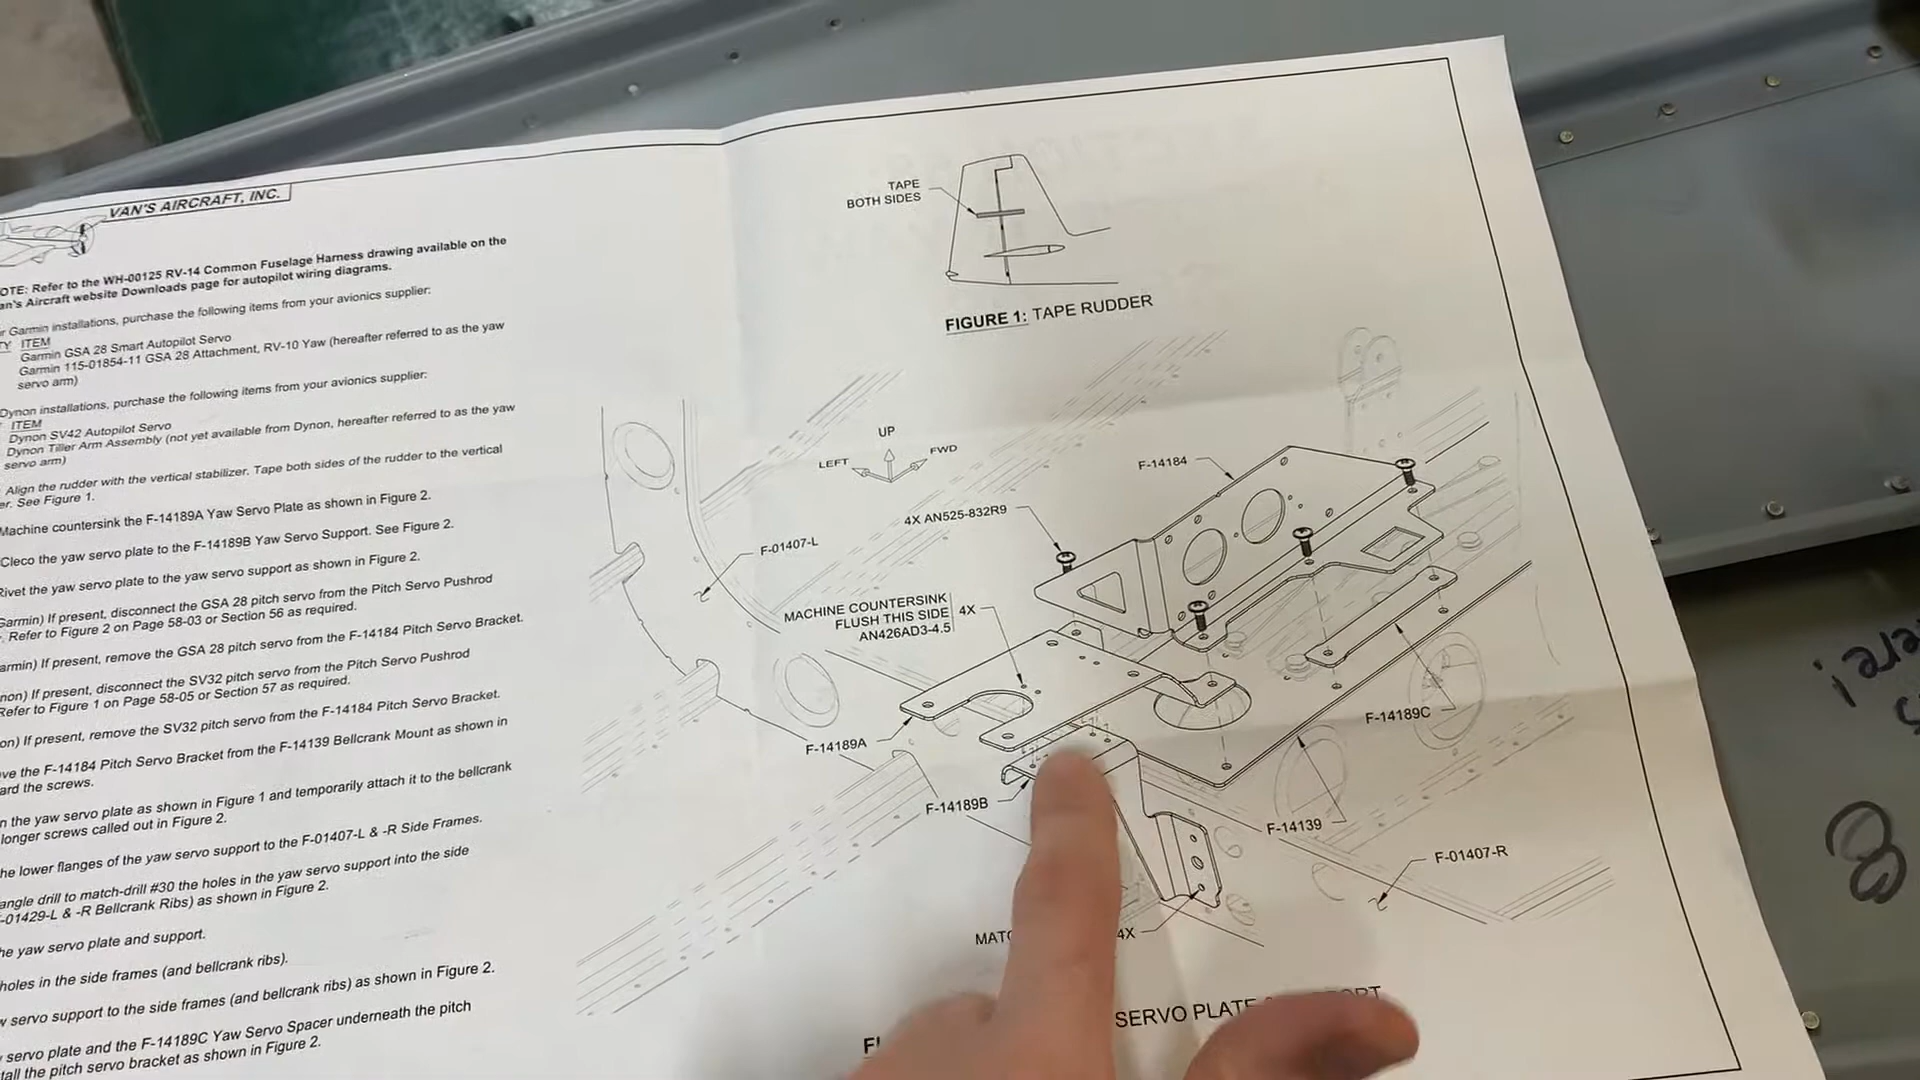 VAN'S AIRCRAFT, INC.
OTE: Refer to the WH-00125 RV-14 Common Fuselage Harness drawing available on the
an's Aircraft website Downloads page for autopilot wiring diagrams.
r Garmin installations, purchase the following items from your avionics supplier:
TY ITEM
Garmin GSA 28 Smart Autopilot Servo
Garmin 115-01854-11 GSA 28 Attachment, RV-10 Yaw (hereafter referred to as the yaw
servo arm)
Dynon installations, purchase the following items from your avionics supplier:
ITEM
Dynon SV42 Autopilot Servo
Dynon Tiller Arm Assembly (not yet available from Dynon, hereafter referred to as the yaw
servo arm)
Align the rudder with the vertical stabilizer. Tape both sides of the rudder to the vertical
er. See Figure 1.
Machine countersink the F-14189A Yaw Servo Plate as shown in Figure 2.
Cleco the yaw servo plate to the F-14189B Yaw Servo Support. See Figure 2.
Rivet the yaw servo plate to the yaw servo support as shown in Figure 2.
Garmin) If present, disconnect the GSA 28 pitch servo from the Pitch Servo Pushrod
. Refer to Figure 2 on Page 58-03 or Section 56 as required.
armin) If present, remove the GSA 28 pitch servo from the F-14184 Pitch Servo Bracket.
non) If present, disconnect the SV32 pitch servo from the Pitch Servo Pushrod
Refer to Figure 1 on Page 58-05 or Section 57 as required.
on) If present, remove the SV32 pitch servo from the F-14184 Pitch Servo Bracket.
ve the F-14184 Pitch Servo Bracket from the F-14139 Bellcrank Mount as shown in
ard the screws.
n the yaw servo plate as shown in Figure 1 and temporarily attach it to the bellcrank
longer screws called out in Figure 2.
he lower flanges of the yaw servo support to the F-01407-L & -R Side Frames.
angle drill to match-drill #30 the holes in the yaw servo support into the side
-01429-L & -R Bellcrank Ribs) as shown in Figure 2.
he yaw servo plate and support.
holes in the side frames (and bellcrank ribs).
w servo support to the side frames (and bellcrank ribs) as shown in Figure 2.
servo plate and the F-14189C Yaw Servo Spacer underneath the pitch
tall the pitch servo bracket as shown in Figure 2.
TAPE
BOTH SIDES
FIGURE 1: TAPE RUDDER
UP
LEFT
FWD
F-14184
4X AN525-832R9
F-01407-L
MACHINE COUNTERSINK
FLUSH THIS SIDE
AN426AD3-4.5
4X
F-14189A
F-14189B
F-14189C
F-14139
F-01407-R
MATC
4X
SERVO PLATE
8